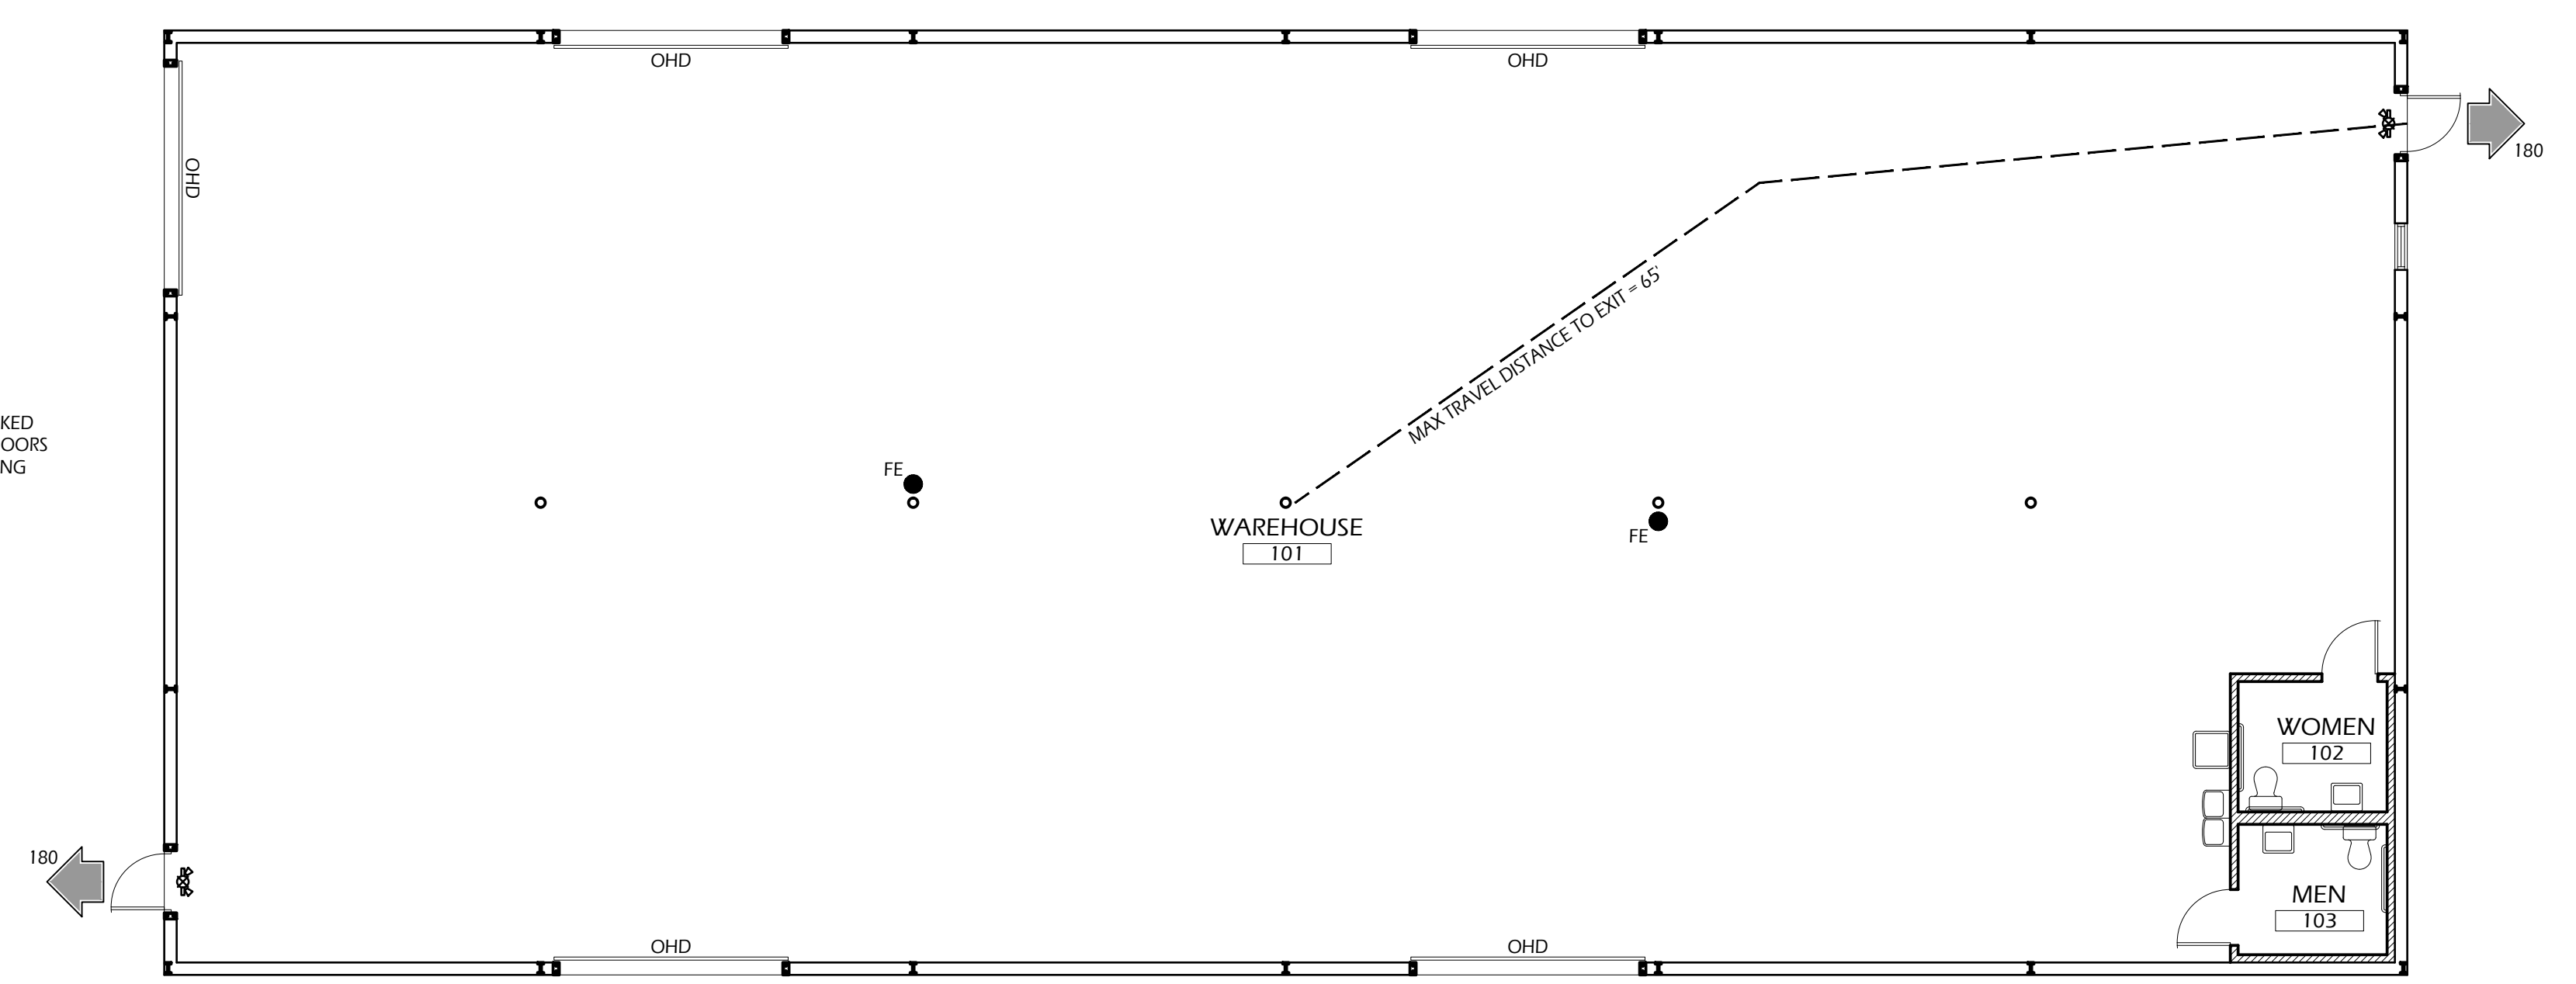 OHD
OHD
OHD
180
MAX TRAVEL DISTANCE TO EXIT = 65'
KED
OORS
NG
FE
WAREHOUSE
101
FE
WOMEN
102
180
MEN
103
OHD
OHD